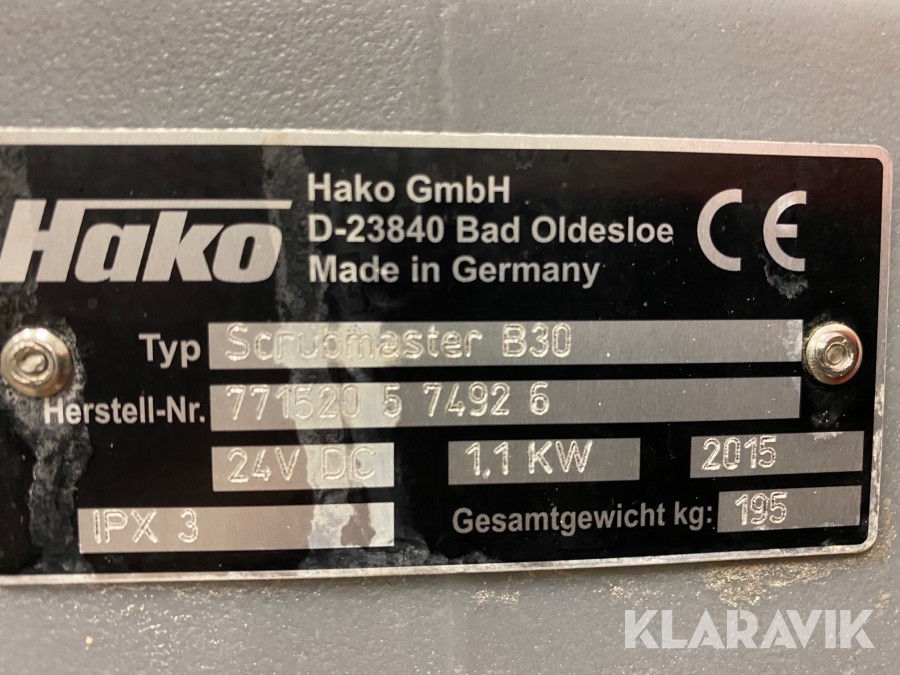 Hako
Hako GmbH
D-23840 Bad Oldesloe
Made in Germany
CE
Typ Scrubmaster B30
Herstell-Nr. 771520 5 7492 6
24V DC 1,1 KW 2015
IPX 3 Gesamtgewicht kg: 195
KLARAVIK